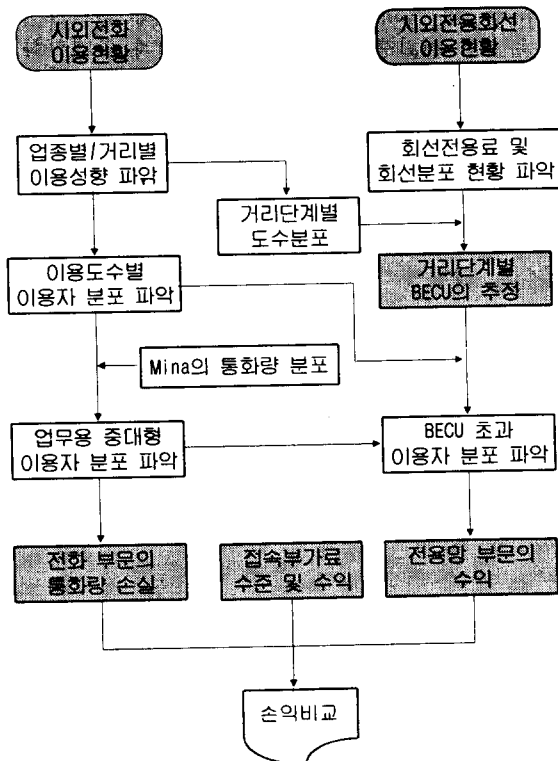 시외전화
이용현황
시외전용회선
이용현황
업종별/거리별
이용성향 파악
회선전용료 및
회선분포 현황 파악
거리단계별
도수분포
이용도수별
이용자 분포 파악
거리단계별
BECU의 추정
Mina의 통화량 분포
업무용 중대형
이용자 분포 파악
BECU 초과
이용자 분포 파악
전화 부문의
통화량 손실
접속부가료
수준 및 수익
전용망 부문의
수익
손익비교